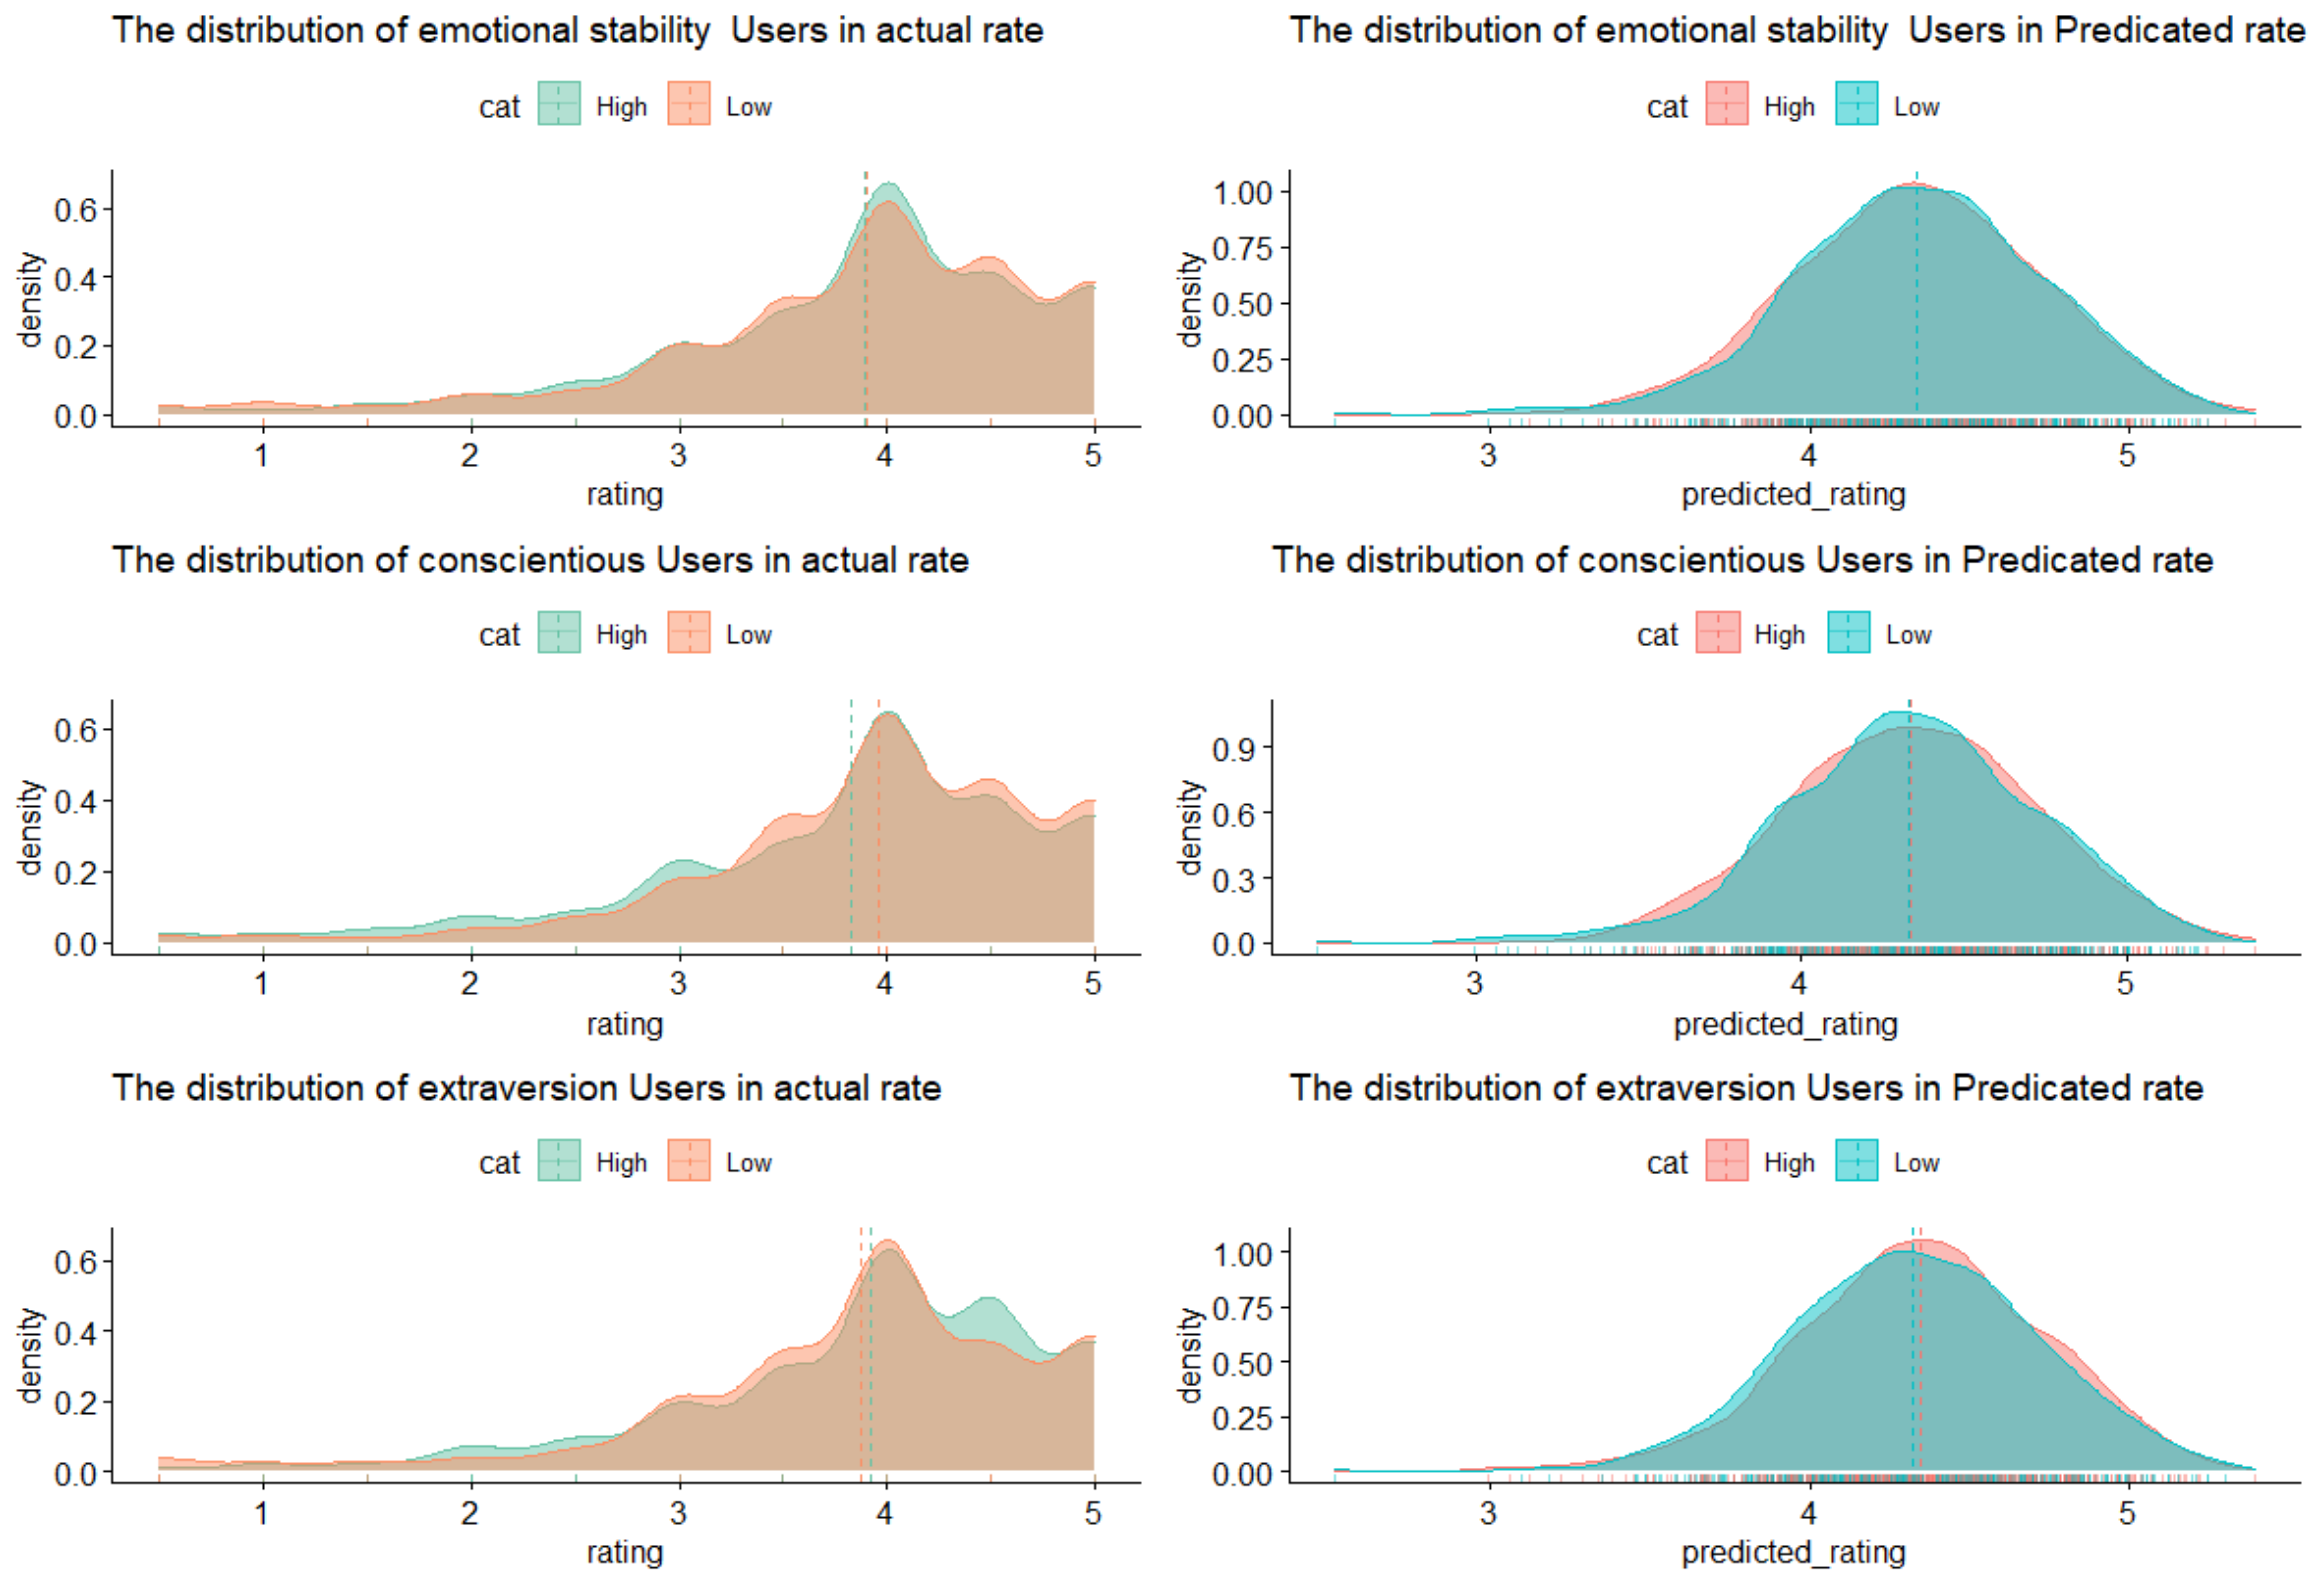 The distribution of emotional stability  Users in actual rate
cat High Low
0.6
0.4
0.2
0.0
density
1 2 3 4 5
rating
The distribution of emotional stability  Users in Predicated rate
cat High Low
1.00
0.75
0.50
0.25
0.00
density
3 4 5
predicted_rating
The distribution of conscientious Users in actual rate
cat High Low
0.6
0.4
0.2
0.0
density
1 2 3 4 5
rating
The distribution of conscientious Users in Predicated rate
cat High Low
0.9
0.6
0.3
0.0
density
3 4 5
predicted_rating
The distribution of extraversion Users in actual rate
cat High Low
0.6
0.4
0.2
0.0
density
1 2 3 4 5
rating
The distribution of extraversion Users in Predicated rate
cat High Low
1.00
0.75
0.50
0.25
0.00
density
3 4 5
predicted_rating